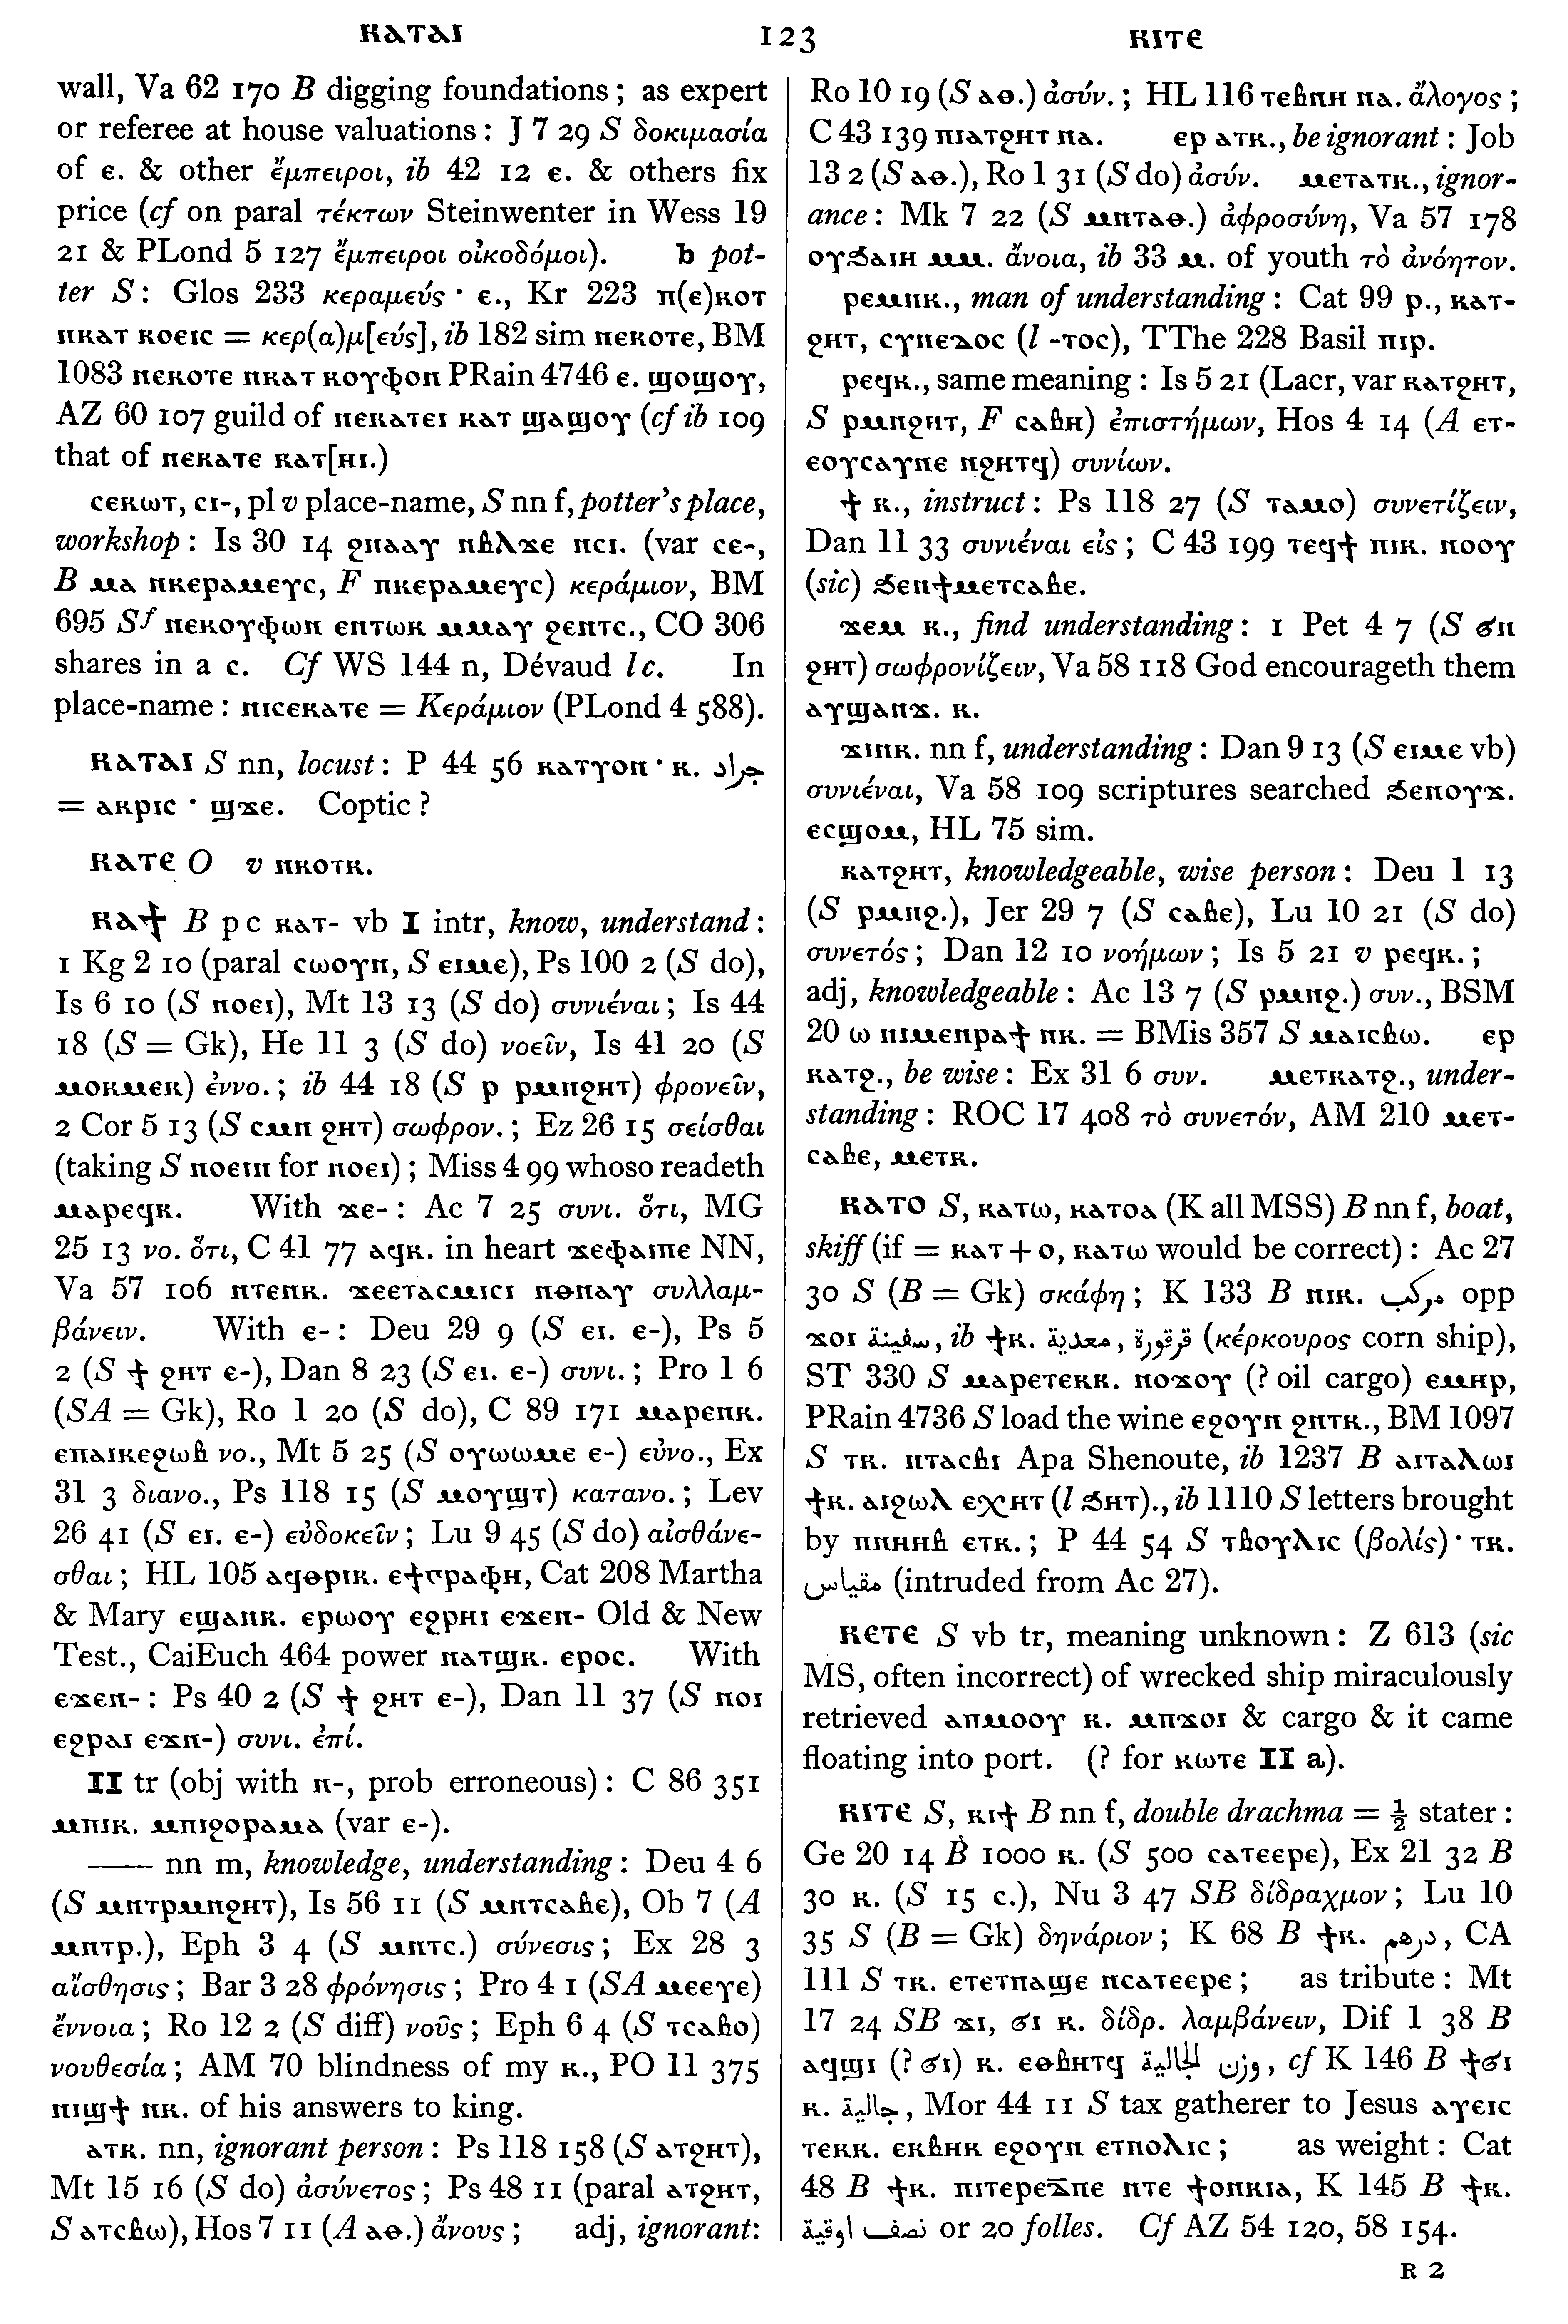 ⲕⲁⲧⲁⲓ 123 ⲕⲓⲧⲉ
wall, Va 62 170 B digging foundations; as expert
or referee at house valuations: J 7 29 S δοκιμασία
of ⲉ. & other ἔμπειροι, ib 42 12 ⲉ. & others fix
price (cf on paral τέκτων Steinwenter in Wess 19
21 & PLond 5 127 ἔμπειροι οἰκοδόμοι). b pot-
ter S: Glos 233 κεραμεύς · ⲉ., Kr 223 ⲡ(ⲉ)ⲕⲟⲧ
ⲛⲕⲁⲧ ⲕⲟⲉⲓⲥ = κερ(α)μ[εύς], ib 182 sim ⲡⲉⲕⲟⲧⲉ, BM
1083 ⲡⲉⲕⲟⲧⲉ ⲛⲕⲁⲧ ⲕⲟⲩⲫⲟⲛ PRain 4746 ⲉ. ϣⲟϣⲟⲩ,
AZ 60 107 guild of ⲛⲉⲕⲁⲧⲉⲓ ⲕⲁⲧ ϣⲁϣⲟⲩ (cf ib 109
that of ⲛⲉⲕⲁⲧⲉ ⲕⲁⲧ[ⲏⲓ.)
ⲥⲉⲕⲱⲧ, ⲥⲓ-, pl v place-name, S nn f, potter's place,
workshop: Is 30 14 ϩⲛⲁⲁⲩ ⲛⲃⲗϫⲉ ⲛⲥⲓ. (var ⲥⲉ-,
B ⲙⲁ ⲛⲕⲉⲣⲁⲙⲉⲩⲥ, F ⲛⲕⲉⲣⲁⲙⲉⲩⲥ) κεράμιον, BM
695 Sf ⲛⲉⲕⲟⲩⲫⲱⲛ ⲉⲛⲧⲱⲕ ⲙⲙⲁⲩ ϩⲉⲛⲧⲥ., CO 306
shares in a c. Cf WS 144 n, Dévaud l c. In
place-name: ⲡⲓⲥⲉⲕⲁⲧⲉ = Κεράμιον (PLond 4 588).
ⲕⲁⲧⲁⲓ S nn, locust: P 44 56 ⲕⲁⲧⲩⲟⲛ · ⲕ. جراد
= ⲁⲕⲣⲓⲥ · ϣϫⲉ. Coptic?
ⲕⲁⲧⲉ O v ⲛⲕⲟⲧⲕ.
ⲕⲁϯ B p c ⲕⲁⲧ- vb I intr, know, understand:
1 Kg 2 10 (paral ⲥⲱⲟⲩⲛ, S ⲉⲓⲙⲉ), Ps 100 2 (S do),
Is 6 10 (S ⲛⲟⲉⲓ), Mt 13 13 (S do) συνιέναι; Is 44
18 (S = Gk), He 11 3 (S do) νοεῖν, Is 41 20 (S
ⲙⲟⲕⲙⲉⲕ) ἐννο.; ib 44 18 (S ⲣ ⲣⲙⲛϩⲏⲧ) φρονεῖν,
2 Cor 5 13 (S ⲥⲙⲛ ϩⲏⲧ) σωφρον.; Ez 26 15 σείσθαι
(taking S ⲛⲟⲉⲓⲛ for ⲛⲟⲉⲓ); Miss 4 99 whoso readeth
ⲙⲁⲣⲉϥⲕ. With ϫⲉ-: Ac 7 25 συνι. ὅτι, MG
25 13 νο. ὅτι, C 41 77 ⲁϥⲕ. in heart ϫⲉⲫⲁⲓⲡⲉ NN,
Va 57 106 ⲛⲧⲉⲛⲕ. ϫⲉⲉⲧⲁⲥⲙⲓⲥⲓ ⲛⲑⲛⲁⲩ συλλαμ-
βάνειν. With ⲉ-: Deu 29 9 (S ⲉⲓ. ⲉ-), Ps 5
2 (S ϯ ϩⲏⲧ ⲉ-), Dan 8 23 (S ⲉⲓ. ⲉ-) συνι.; Pro 1 6
(SA = Gk), Ro 1 20 (S do), C 89 171 ⲙⲁⲣⲉⲛⲕ.
ⲉⲡⲁⲓⲕⲉϩⲱⲃ νο., Mt 5 25 (S ⲟⲩⲱⲱⲙⲉ ⲉ-) εὐνο., Ex
31 3 διανο., Ps 118 15 (S ⲙⲟⲩϣⲧ) κατανο.; Lev
26 41 (S ⲉⲓ. ⲉ-) εὐδοκεῖν; Lu 9 45 (S do) αἰσθάνε-
σθαι; HL 105 ⲁϥⲑⲣⲓⲕ. ⲉϯⲅⲣⲁⲫⲏ, Cat 208 Martha
& Mary ⲉϣⲁⲛⲕ. ⲉⲣⲱⲟⲩ ⲉϩⲣⲏⲓ ⲉϫⲉⲛ- Old & New
Test., CaiEuch 464 power ⲛⲁⲧϣⲕ. ⲉⲣⲟⲥ. With
ⲉϫⲉⲛ-: Ps 40 2 (S ϯ ϩⲏⲧ ⲉ-), Dan 11 37 (S ⲛⲟⲓ
ⲉϩⲣⲁⲓ ⲉϫⲛ-) συνι. ἐπί.
II tr (obj with ⲛ-, prob erroneous): C 86 351
ⲙⲡⲓⲕ. ⲙⲡⲓϩⲟⲣⲁⲙⲁ (var ⲉ-).
—— nn m, knowledge, understanding: Deu 4 6
(S ⲙⲛⲧⲣⲙⲛϩⲏⲧ), Is 56 11 (S ⲙⲛⲧⲥⲁⲃⲉ), Ob 7 (A
ⲙⲛⲧⲣ.), Eph 3 4 (S ⲙⲛⲧⲥ.) σύνεσις; Ex 28 3
αἴσθησις; Bar 3 28 φρόνησις; Pro 4 1 (SA ⲙⲉⲉⲩⲉ)
ἔννοια; Ro 12 2 (S diff) νοῦς; Eph 6 4 (S ⲧⲥⲁⲃⲟ)
νουθεσία; AM 70 blindness of my ⲕ., PO 11 375
ⲡⲓϣϯ ⲛⲕ. of his answers to king.
ⲁⲧⲕ. nn, ignorant person: Ps 118 158 (S ⲁⲧϩⲏⲧ),
Mt 15 16 (S do) ἀσύνετος; Ps 48 11 (paral ⲁⲧϩⲏⲧ,
S ⲁⲧⲥⲃⲱ), Hos 7 11 (A ⲁⲑ.) ἄνους; adj, ignorant:
Ro 10 19 (S ⲁⲑ.) ἀσύν.; HL 116 ⲧⲉⲃⲛⲏ ⲛⲁ. ἄλογος;
C 43 139 ⲡⲓⲁⲧϩⲏⲧ ⲛⲁ. ⲉⲣ ⲁⲧⲕ., be ignorant: Job
13 2 (S ⲁⲑ.), Ro 1 31 (S do) ἀσύν. ⲙⲉⲧⲁⲧⲕ., ignor-
ance: Mk 7 22 (S ⲙⲛⲧⲁⲑ.) ἀφροσύνη, Va 57 178
ⲟⲩϧⲁⲓⲏ ⲙⲙ. ἄνοια, ib 33 ⲙ. of youth τὸ ἀνόητον.
ⲣⲉⲙⲛⲕ., man of understanding: Cat 99 ⲣ., ⲕⲁⲧ-
ϩⲏⲧ, ⲥⲩⲛⲉⲇⲟⲥ (l -ⲧⲟⲥ), TThe 228 Basil ⲡⲓⲣ.
ⲣⲉϥⲕ., same meaning: Is 5 21 (Lacr, var ⲕⲁⲧϩⲏⲧ,
S ⲣⲙⲛϩⲏⲧ, F ⲥⲁⲃⲏ) ἐπιστήμων, Hos 4 14 (A ⲉⲧ-
ⲉⲟⲩⲥⲁⲩⲛⲉ ⲛϩⲏⲧϥ) συνίων.
ϯ ⲕ., instruct: Ps 118 27 (S ⲧⲁⲙⲟ) συνετίζειν,
Dan 11 33 συνιέναι εἰς; C 43 199 ⲧⲉϥϯ ⲡⲓⲕ. ⲛⲟⲟⲩ
(sic) ϧⲉⲛϯⲙⲉⲧⲥⲁⲃⲉ.
ϫⲉⲙ ⲕ., find understanding: 1 Pet 4 7 (S ϭⲛ
ϩⲏⲧ) σωφρονίζειν, Va 58 118 God encourageth them
ⲁⲩϣⲁⲛϫ. ⲕ.
ϫⲓⲛⲕ. nn f, understanding: Dan 9 13 (S ⲉⲓⲙⲉ vb)
συνιέναι, Va 58 109 scriptures searched ϧⲉⲛⲟⲩϫ.
ⲉⲥϣⲟⲙ, HL 75 sim.
ⲕⲁⲧϩⲏⲧ, knowledgeable, wise person: Deu 1 13
(S ⲣⲙⲛϩ.), Jer 29 7 (S ⲥⲁⲃⲉ), Lu 10 21 (S do)
συνετός; Dan 12 10 νοήμων; Is 5 21 v ⲣⲉϥⲕ.;
adj, knowledgeable: Ac 13 7 (S ⲣⲙⲛϩ.) συν., BSM
20 ⲱ ⲡⲓⲙⲉⲛⲣⲁϯ ⲛⲕ. = BMis 357 S ⲙⲁⲓⲥⲃⲱ. ⲉⲣ
ⲕⲁⲧϩ., be wise: Ex 31 6 συν. ⲙⲉⲧⲕⲁⲧϩ., under-
standing: ROC 17 408 τὸ συνετόν, AM 210 ⲙⲉⲧ-
ⲥⲁⲃⲉ, ⲙⲉⲧⲕ.
ⲕⲁⲧⲟ S, ⲕⲁⲧⲱ, ⲕⲁⲧⲟⲁ (K all MSS) B nn f, boat,
skiff (if = ⲕⲁⲧ + ⲟ, ⲕⲁⲧⲱ would be correct): Ac 27
30 S (B = Gk) σκάφη; K 133 B ⲡⲓⲕ. مركب opp
ϫⲟⲓ سفينة, ib ϯⲕ. معدية, قرقورة (κέρκουρος corn ship),
ST 330 S ⲙⲁⲣⲉⲧⲉⲕⲕ. ⲛⲟϫⲟⲩ (? oil cargo) ⲉⲙⲏⲣ,
PRain 4736 S load the wine ⲉϩⲟⲩⲛ ϩⲛⲧⲕ., BM 1097
S ⲧⲕ. ⲛⲧⲁⲥⲃⲓ Apa Shenoute, ib 1237 B ⲁⲓⲧⲁⲗⲱⲓ
ϯⲕ. ⲁⲓϩⲱⲗ ⲉⲭⲏⲧ (l ϧⲏⲧ)., ib 1110 S letters brought
by ⲛⲛⲏⲏⲃ ⲉⲧⲕ.; P 44 54 S ⲧⲃⲟⲩⲗⲓⲥ (βολίς) · ⲧⲕ.
مقياس (intruded from Ac 27).
ⲕⲉⲧⲉ S vb tr, meaning unknown: Z 613 (sic
MS, often incorrect) of wrecked ship miraculously
retrieved ⲁⲡⲙⲟⲟⲩ ⲕ. ⲙⲡϫⲟⲓ & cargo & it came
floating into port. (? for ⲕⲱⲧⲉ II a).
ⲕⲓⲧⲉ S, ⲕⲓϯ B nn f, double drachma = ½ stater:
Ge 20 14 B 1000 ⲕ. (S 500 ⲥⲁⲧⲉⲉⲣⲉ), Ex 21 32 B
30 ⲕ. (S 15 ⲥ.), Nu 3 47 SB δίδραχμον; Lu 10
35 S (B = Gk) δηνάριον; K 68 B ϯⲕ. درهم, CA
111 S ⲧⲕ. ⲉⲧⲉⲧⲡⲁϣⲉ ⲛⲥⲁⲧⲉⲉⲣⲉ; as tribute: Mt
17 24 SB ϫⲓ, ϭⲓ ⲕ. δίδρ. λαμβάνειν, Dif 1 38 B
ⲁϥϣⲓ (? ϭⲓ) ⲕ. ⲉⲑⲃⲏⲧϥ وزن الجالية, cf K 146 B ϯϭⲓ
ⲕ. جالية, Mor 44 11 S tax gatherer to Jesus ⲁⲩⲉⲓⲥ
ⲧⲉⲕⲕ. ⲉⲕⲃⲏⲕ ⲉϩⲟⲩⲛ ⲉⲧⲡⲟⲗⲓⲥ; as weight: Cat
48 B ϯⲕ. ⲡⲓⲧⲉⲣⲉϫⲡⲉ ⲛⲧⲉ ϯⲟⲛⲕⲓⲁ, K 145 B ϯⲕ.
نصف اوقية or 20 folles. Cf AZ 54 120, 58 154.
R 2